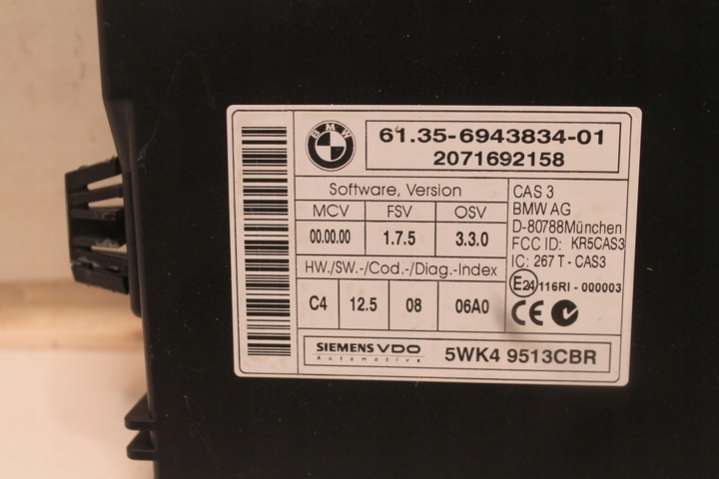 BMW
61.35-6943834-01
2071692158
Software, Version
MCV FSV OSV
00.00.00 1.7.5 3.3.0
HW./SW.-/Cod.-/Diag.-Index
C4 12.5 08 06A0
CAS 3
BMW AG
D-80788München
FCC ID: KR5CAS3
IC: 267 T - CAS3
E24 116RI - 000003
CE
SIEMENS VDO
Automotive
5WK4 9513CBR